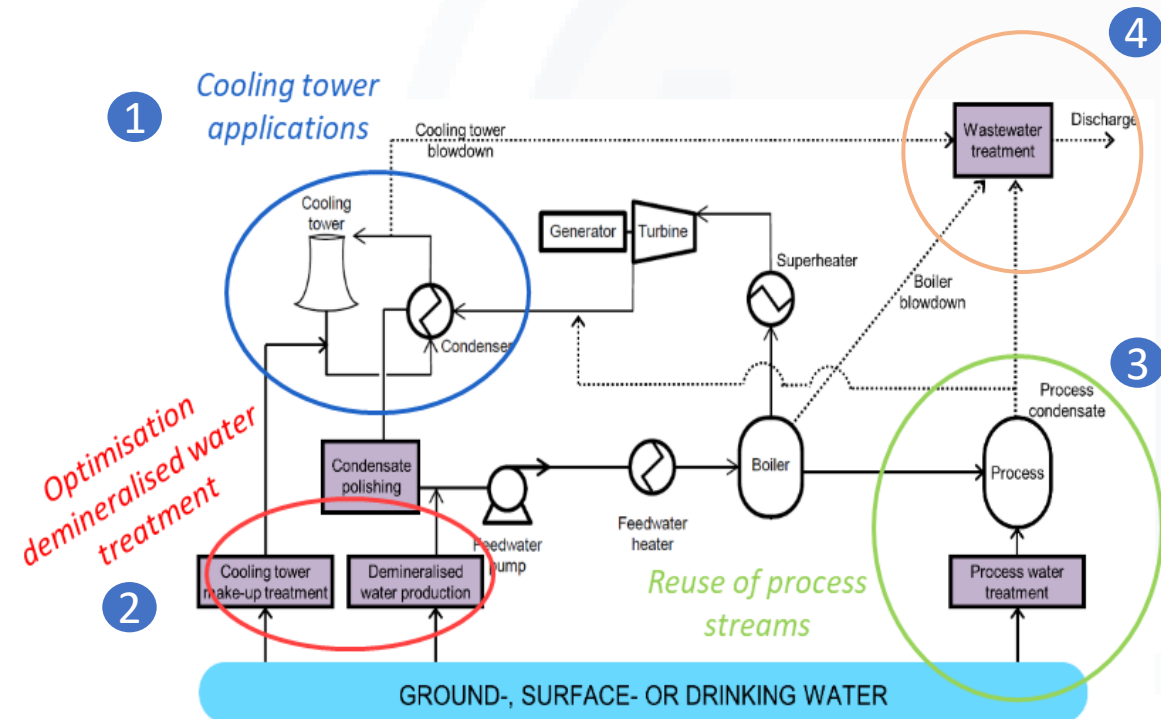 4
1
Cooling tower
applications
Cooling tower
blowdown
Wastewater
treatment
Discharge
Cooling
tower
Generator
Turbine
Superheater
Boiler
blowdown
Condenser
3
Process
condensate
Optimisation
demineralised water
treatment
Condensate
polishing
Boiler
Process
Feedwater
pump
Feedwater
heater
Cooling tower
make-up treatment
Demineralised
water production
Reuse of process
streams
Process water
treatment
2
GROUND-, SURFACE- OR DRINKING WATER